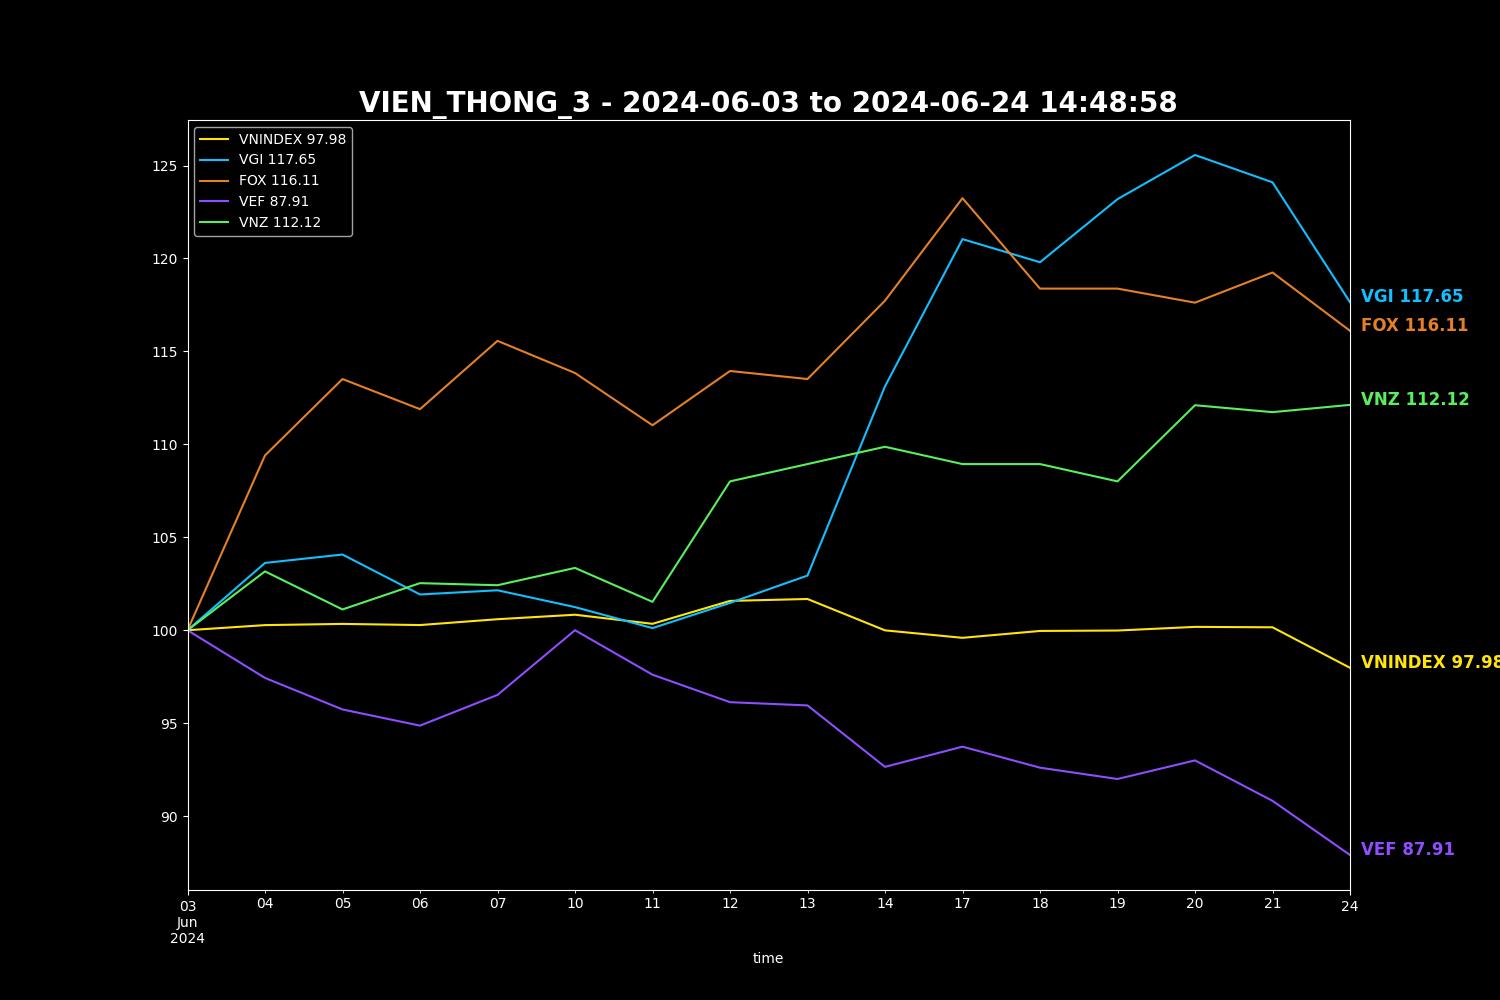 VIEN_THONG_3 - 2024-06-03 to 2024-06-24 14:48:58
VNINDEX 97.98
VGI 117.65
FOX 116.11
VEF 87.91
VNZ 112.12
125
120
115
110
105
100
95
90
VGI 117.65
FOX 116.11
VNZ 112.12
VNINDEX 97.98
VEF 87.91
03 04 05 06 07 10 11 12 13 14 17 18 19 20 21 24
Jun
2024
time